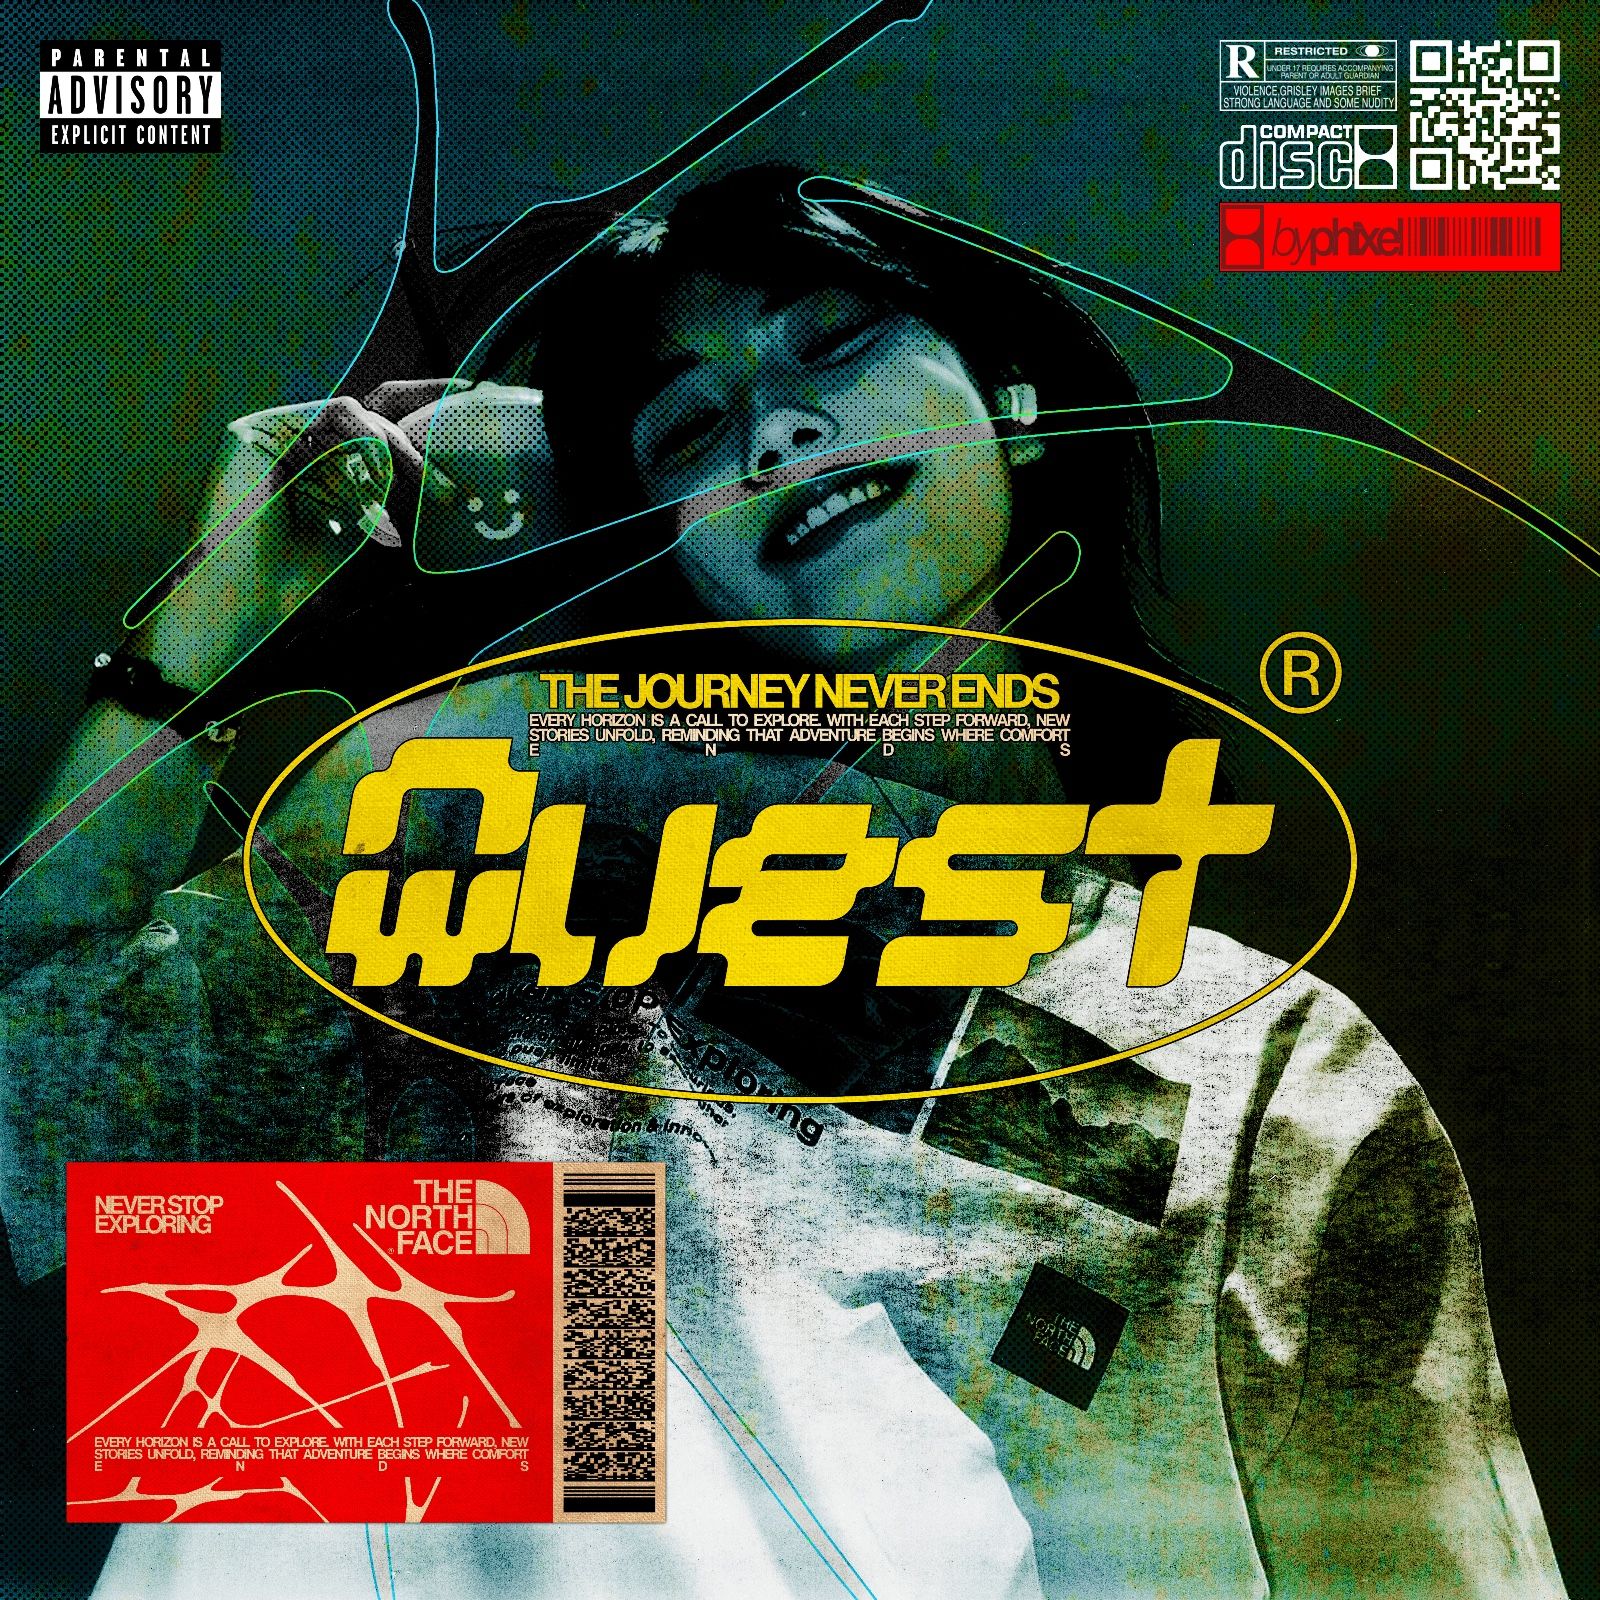 PARENTAL
ADVISORY
EXPLICIT CONTENT
R RESTRICTED
UNDER 17 REQUIRES ACCOMPANYING
PARENT OR ADULT GUARDIAN
VIOLENCE,GRISLEY IMAGES BRIEF
STRONG LANGUAGE AND SOME NUDITY
COMPACT
disc
byphixel
R
THE JOURNEY NEVER ENDS
EVERY HORIZON IS A CALL TO EXPLORE. WITH EACH STEP FORWARD, NEW
STORIES UNFOLD, REMINDING THAT ADVENTURE BEGINS WHERE COMFORT
E N D S
Quest
Stop Exploring
of exploration &
THE
NORTH
FACE
NEVER STOP
EXPLORING
THE
NORTH
FACE
EVERY HORIZON IS A CALL TO EXPLORE. WITH EACH STEP FORWARD, NEW
STORIES UNFOLD, REMINDING THAT ADVENTURE BEGINS WHERE COMFORT
E N D S